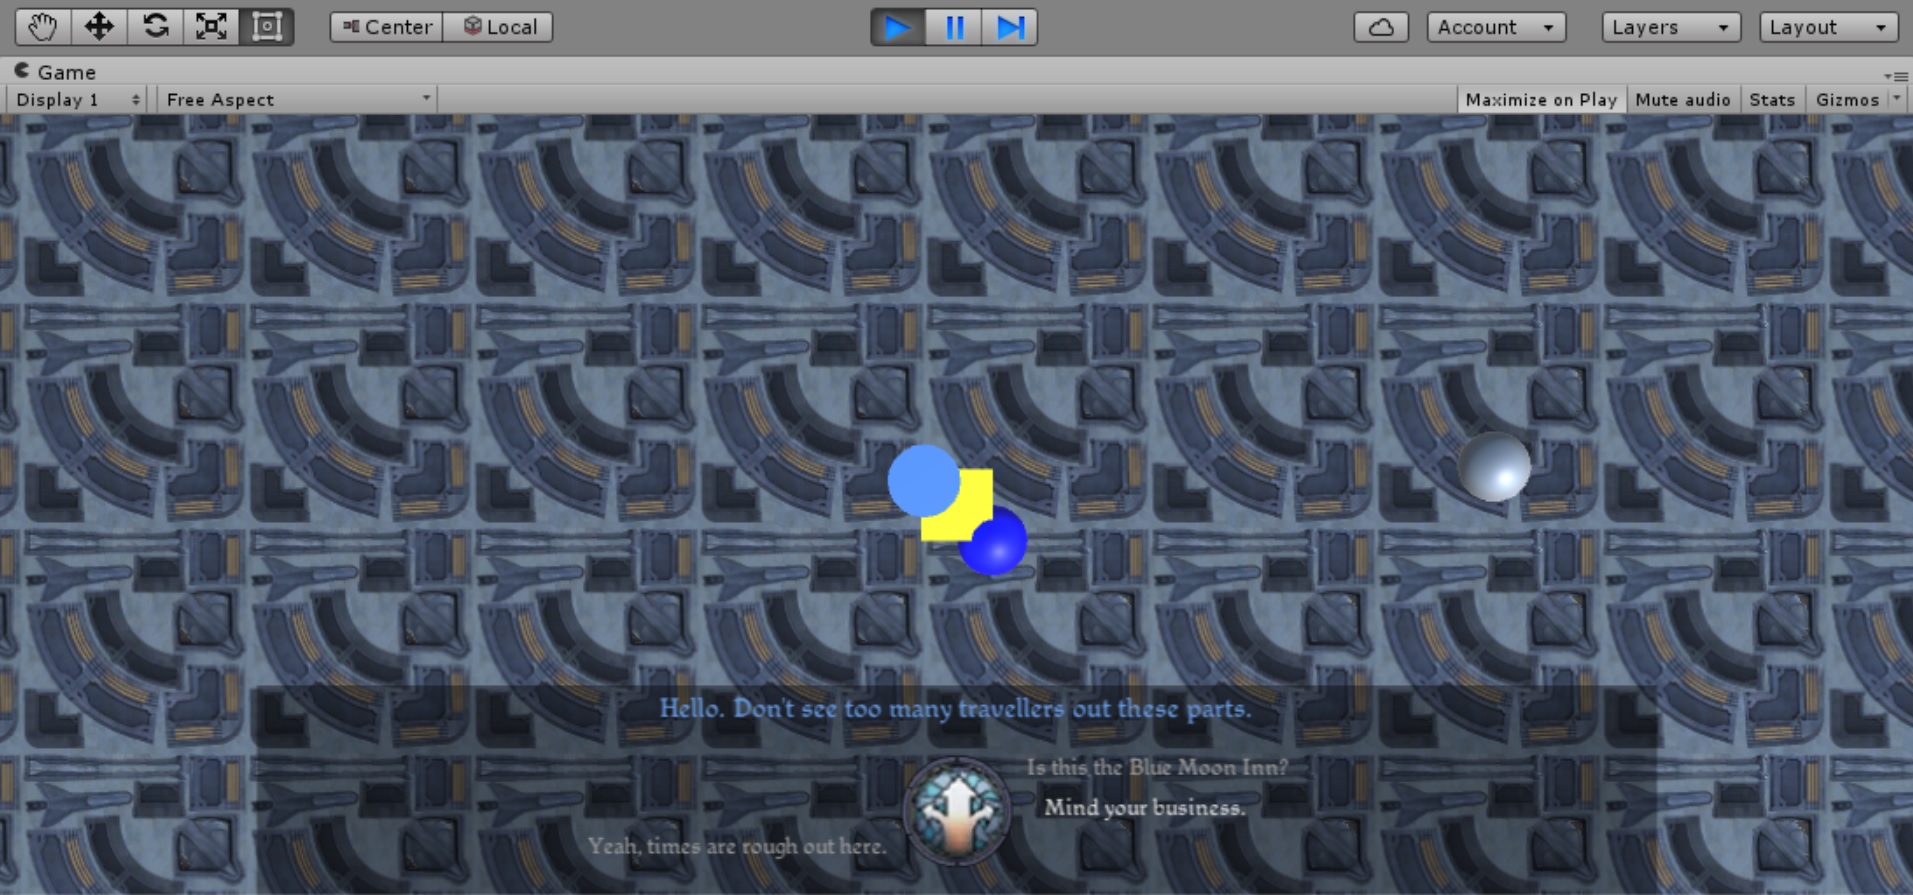 Center Local Account Layers Layout
Game
Display 1 Free Aspect Maximize on Play Mute audio Stats Gizmos
Hello. Don't see too many travellers out these parts.
Is this the Blue Moon Inn?
Mind your business.
Yeah, times are rough out here.